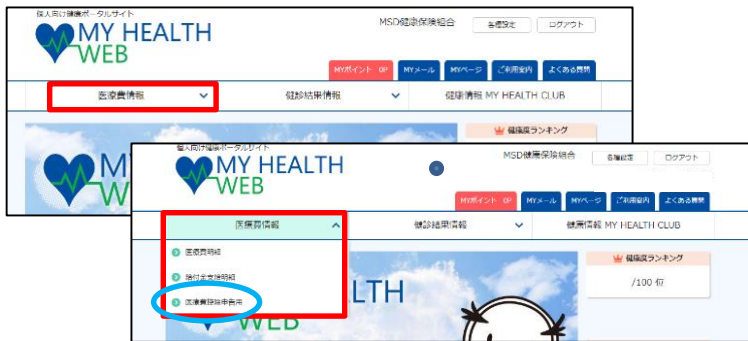 個人向け健康ポータルサイト
MY HEALTH
WEB
MSD健康保険組合
各種設定
ログアウト
MYポイント 0P
MYメール
MYページ
ご利用案内
よくある質問
医療費情報
健診結果情報
健康情報 MY HEALTH CLUB
健康度ランキング
M
W
個人向け健康ポータルサイト
MY HEALTH
WEB
MSD健康保険組合
各種設定
ログアウト
MYポイント 0P
MYメール
MYページ
ご利用案内
よくある質問
医療費情報
健診結果情報
健康情報 MY HEALTH CLUB
医療費明細
給付金支給明細
医療費控除申告用
LTH
WEB
健康度ランキング
/100 位